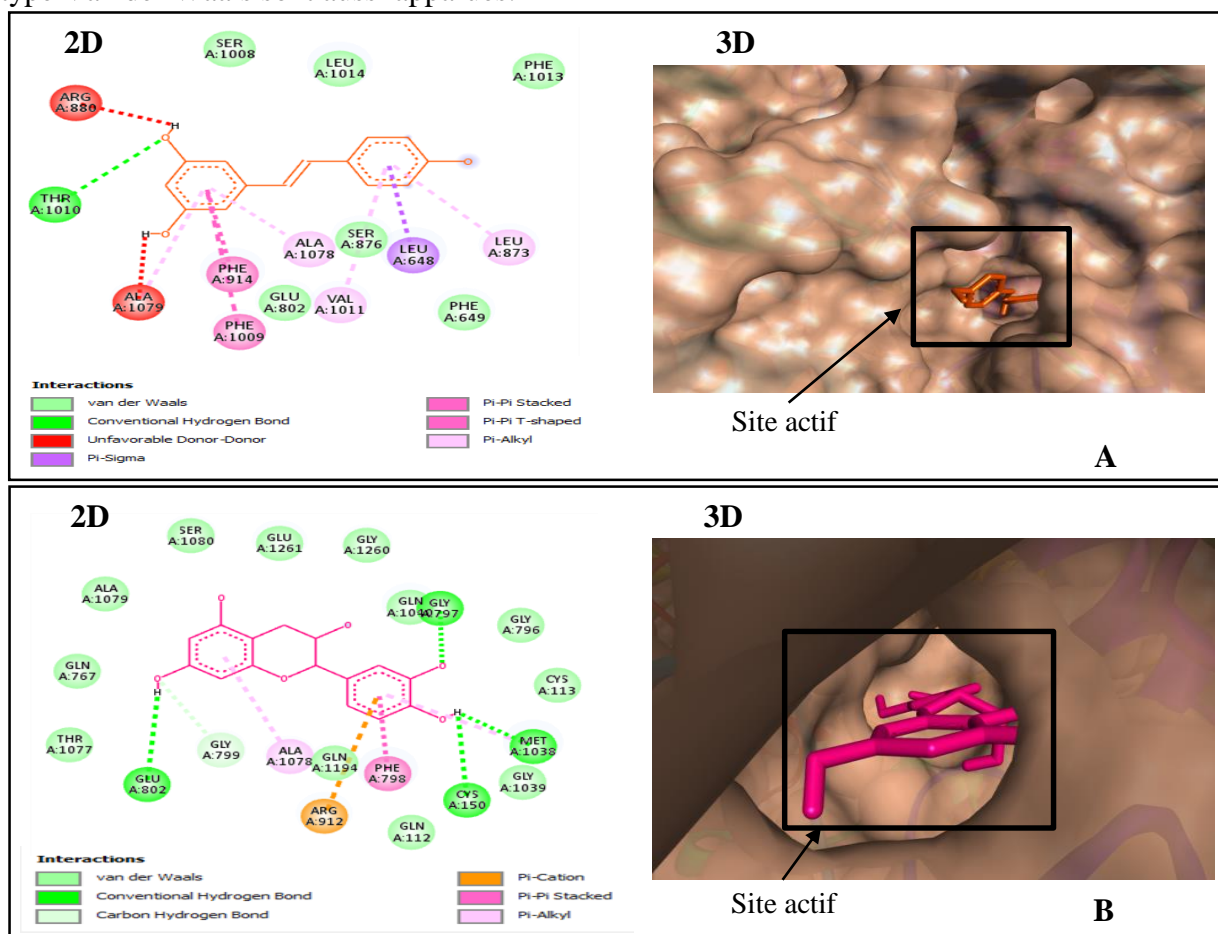 2D
3D
SER
A:1008
LEU
A:1014
PHE
A:1013
ARG
A:880
H
O
O
THR
A:1010
H
O
SER
A:876
ALA
A:1078
LEU
A:648
LEU
A:873
PHE
A:914
ALA
A:1079
GLU
A:802
VAL
A:1011
PHE
A:649
PHE
A:1009
Interactions
van der Waals
Conventional Hydrogen Bond
Unfavorable Donor-Donor
Pi-Sigma
Pi-Pi Stacked
Pi-Pi T-shaped
Pi-Alkyl
Site actif
A
2D
3D
SER
A:1080
GLU
A:1261
GLY
A:1260
ALA
A:1079
GLN
A:1040
GLY
A:797
GLY
A:796
O
O
GLN
A:767
O
O
O
H
CYS
A:113
O
H
THR
A:1077
GLY
A:799
ALA
A:1078
GLN
A:1194
MET
A:1038
GLU
A:802
PHE
A:798
GLY
A:1039
CYS
A:150
ARG
A:912
GLN
A:112
Interactions
van der Waals
Conventional Hydrogen Bond
Carbon Hydrogen Bond
Pi-Cation
Pi-Pi Stacked
Pi-Alkyl
Site actif
B